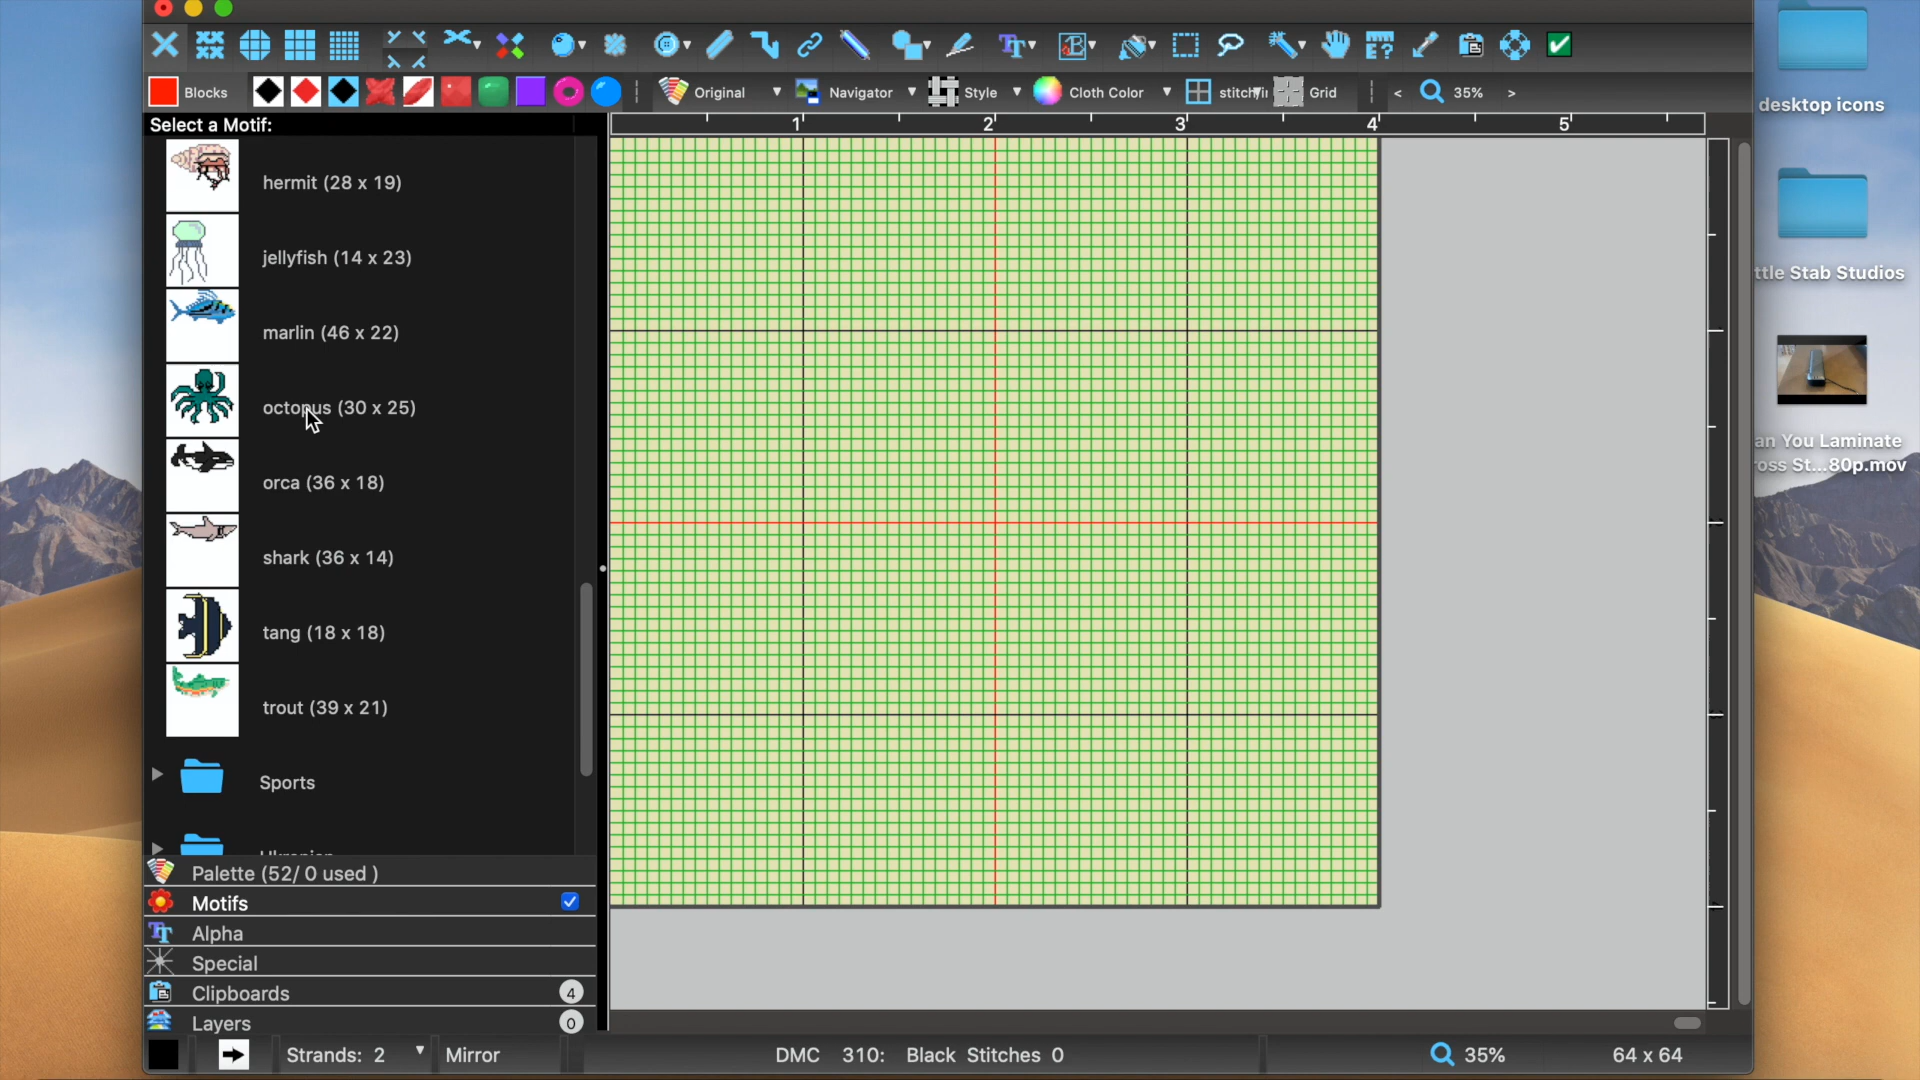 desktop icons
Blocks
Original
Navigator
Style
Cloth Color
Grid
< 35% >
Select a Motif:
1' 2' 3' 4' 5'
hermit (28 x 19)
jellyfish (14 x 23)
ttle Stab Studios
marlin (46 x 22)
octopus (30 x 25)
an You Laminate
oss St...80p.mov
orca (36 x 18)
shark (36 x 14)
tang (18 x 18)
trout (39 x 21)
Sports
Palette (52/ 0 used )
Motifs
Alpha
Special
Clipboards 4
Layers 0
Strands: 2 Mirror DMC 310: Black Stitches 0 35% 64 x 64